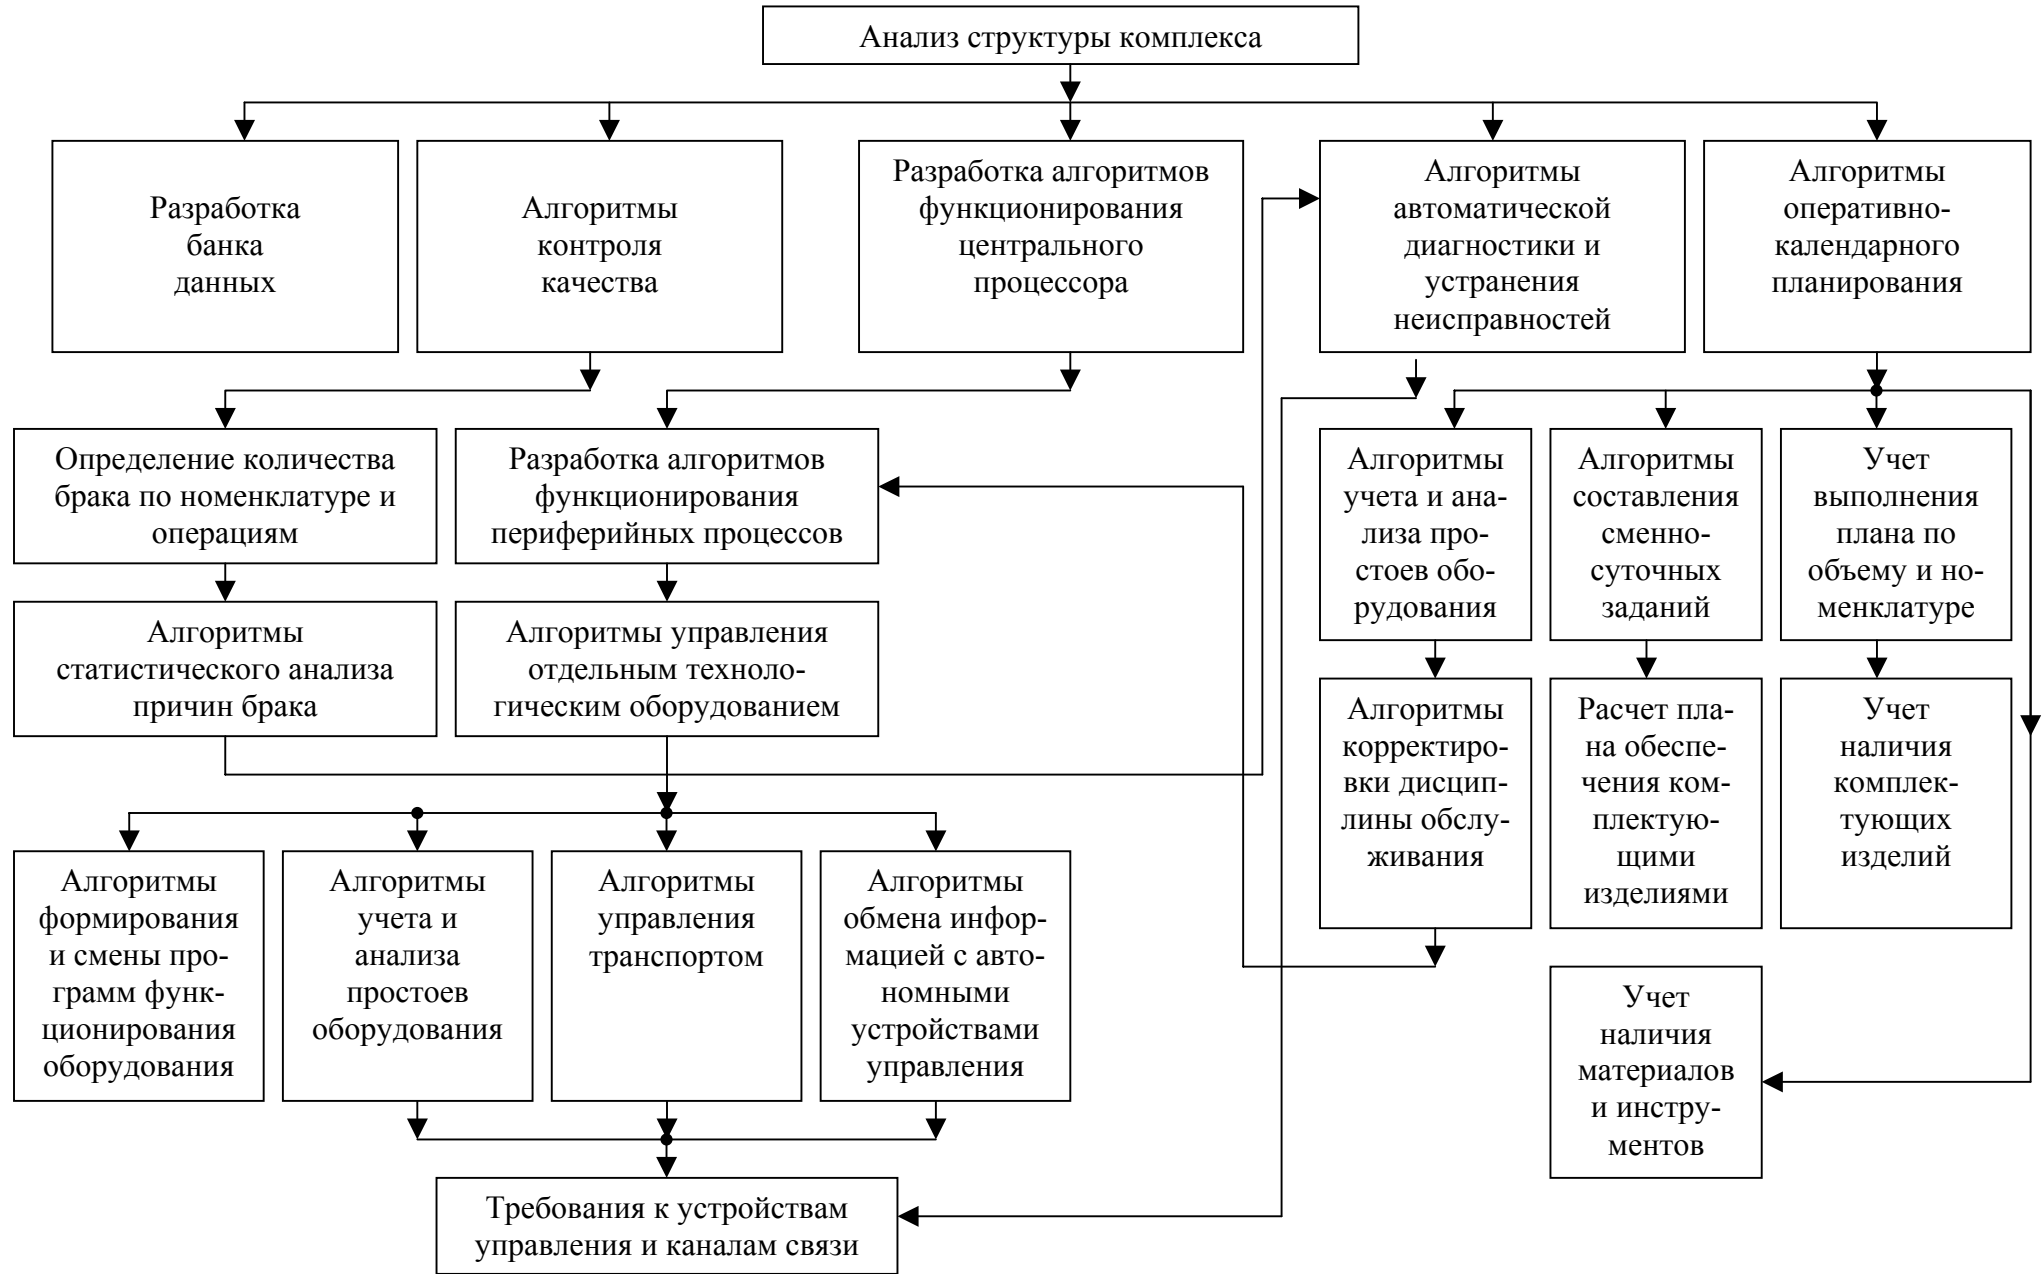 Анализ структуры комплекса
Разработка
банка
данных
Алгоритмы
контроля
качества
Разработка алгоритмов
функционирования
центрального
процессора
Алгоритмы
автоматической
диагностики и
устранения
неисправностей
Алгоритмы
оперативно-
календарного
планирования
Определение количества
брака по номенклатуре и
операциям
Разработка алгоритмов
функционирования
периферийных процессов
Алгоритмы
учета и ана-
лиза про-
стоев обо-
рудования
Алгоритмы
составления
сменно-
суточных
заданий
Учет
выполнения
плана по
объему и но-
менклатуре
Алгоритмы
статистического анализа
причин брака
Алгоритмы управления
отдельным техноло-
гическим оборудованием
Алгоритмы
корректиро-
вки дисцип-
лины обслу-
живания
Расчет пла-
на обеспе-
чения ком-
плектую-
щими
изделиями
Учет
наличия
комплек-
тующих
изделий
Алгоритмы
формирования
и смены про-
грамм функ-
ционирования
оборудования
Алгоритмы
учета и
анализа
простоев
оборудования
Алгоритмы
управления
транспортом
Алгоритмы
обмена инфор-
мацией с авто-
номными
устройствами
управления
Учет
наличия
материалов
и инстру-
ментов
Требования к устройствам
управления и каналам связи